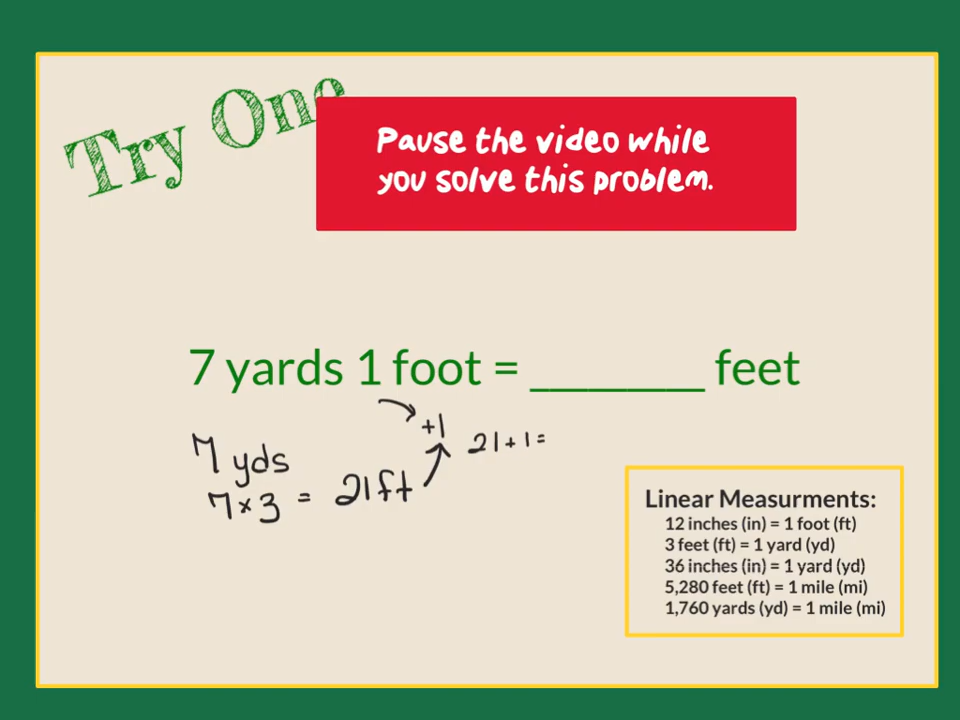 Try One
Pause the video while
you solve this problem.
7 yards 1 foot = ________ feet
+1
7 yds
21+1=
7×3 = 21ft
Linear Measurments:
12 inches (in) = 1 foot (ft)
3 feet (ft) = 1 yard (yd)
36 inches (in) = 1 yard (yd)
5,280 feet (ft) = 1 mile (mi)
1,760 yards (yd) = 1 mile (mi)